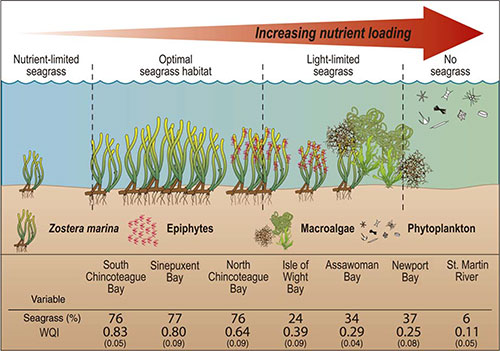 Increasing nutrient loading
Nutrient-limited
seagrass
Optimal
seagrass habitat
Light-limited
seagrass
No
seagrass
Zostera marina
Epiphytes
Macroalgae
Phytoplankton
Variable
South
Chincoteague
Bay
Sinepuxent
Bay
North
Chincoteague
Bay
Isle of
Wight Bay
Assawoman
Bay
Newport
Bay
St. Martin
River
Seagrass (%) 76 77 76 24 34 37 6
WQI 0.83 0.80 0.64 0.39 0.29 0.25 0.11
(0.05) (0.09) (0.09) (0.09) (0.04) (0.08) (0.05)